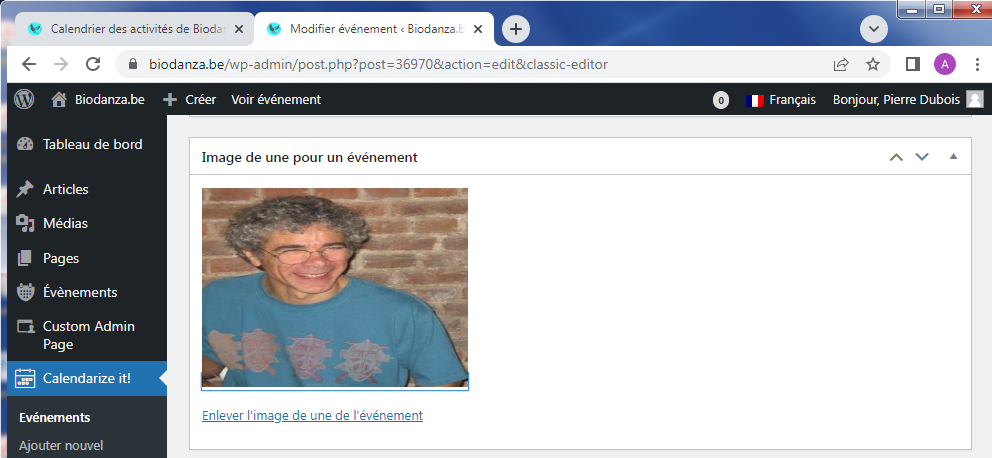 Calendrier des activités de Biodan
Modifier événement ‹ Biodanza.b
biodanza.be/wp-admin/post.php?post=36970&action=edit&classic-editor
A
Biodanza.be
Créer
Voir événement
0
Français
Bonjour, Pierre Dubois
Tableau de bord
Articles
Médias
Pages
Évènements
Custom Admin
Page
Calendarize it!
Evénements
Ajouter nouvel
Image de une pour un événement
Enlever l'image de une de l'événement